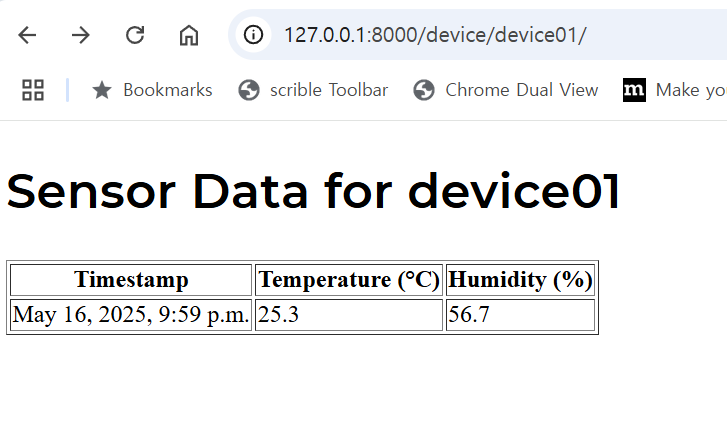 127.0.0.1:8000/device/device01/
Bookmarks scrible Toolbar Chrome Dual View m Make yo
Sensor Data for device01
Timestamp Temperature (°C) Humidity (%)
May 16, 2025, 9:59 p.m. 25.3 56.7